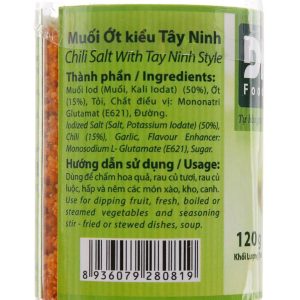 Muối Ớt kiểu Tây Ninh
Chili Salt With Tay Ninh Style
Thành phần / Ingredients:
Muối Iod (Muối, Kali Iodat) (50%), Ớt
(15%), Tỏi, Chất điều vị: Mononatri
Glutamat (E621), Đường.
Iodized Salt (Salt, Potassium Iodate) (50%),
Chili (15%), Garlic, Flavour Enhancer:
Monosodium L- Glutamate (E621), Sugar.
Hướng dẫn sử dụng / Usage:
Dùng để chấm hoa quả, rau củ tươi, rau củ
luộc, hấp và nêm các món xào, kho, canh.
Use for dipping fruit, fresh, boiled or
steamed vegetables and seasoning
stir - fried or stewed dishes, soup.
8 936079 280819
120
Khối Lượng